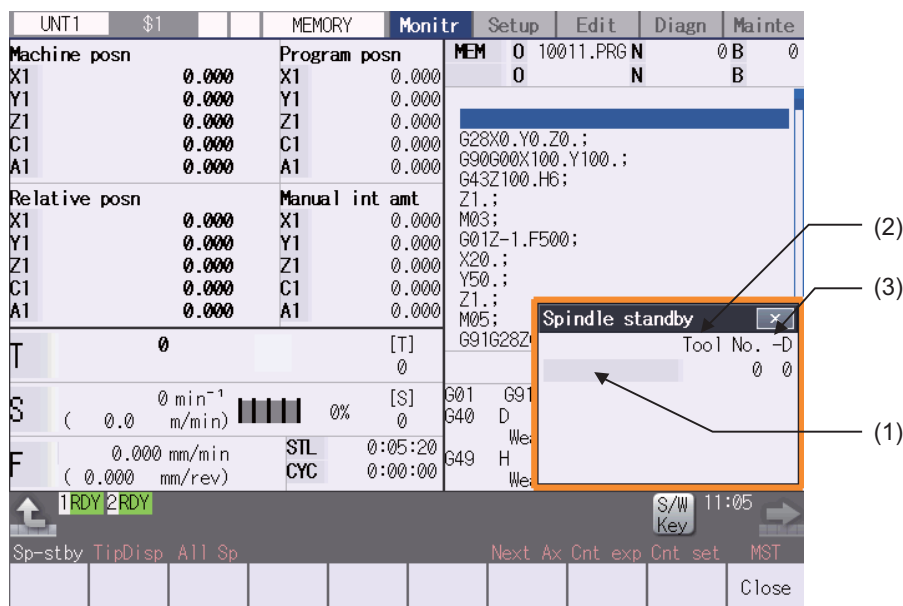 UNT1 $1 MEMORY Monitr Setup Edit Diagn Mainte
Machine posn
X1 0.000
Y1 0.000
Z1 0.000
C1 0.000
A1 0.000
Program posn
X1 0.000
Y1 0.000
Z1 0.000
C1 0.000
A1 0.000
Relative posn
X1 0.000
Y1 0.000
Z1 0.000
C1 0.000
A1 0.000
Manual int amt
X1 0.000
Y1 0.000
Z1 0.000
C1 0.000
A1 0.000
T 0 [T]
0
S 0 min⁻¹ [S]
( 0.0 m/min) 0% 0
F 0.000 mm/min STL 0:05:20
( 0.000 mm/rev) CYC 0:00:00
MEM O 10011.PRG N 0 B 0
O N B
G28X0.Y0.Z0.;
G90G00X100.Y100.;
G43Z100.H6;
Z1.;
M03;
G01Z-1.F500;
X20.;
Y50.;
Z1.;
M05;
G91G28Z
G01 G91
G40 D
We
G49 H
We
Spindle standby ×
Tool No. -D
0 0
(2)
(3)
(1)
1RDY 2RDY S/W Key 11:05
Sp-stby TipDisp All Sp Next Ax Cnt exp Cnt set MST
Close